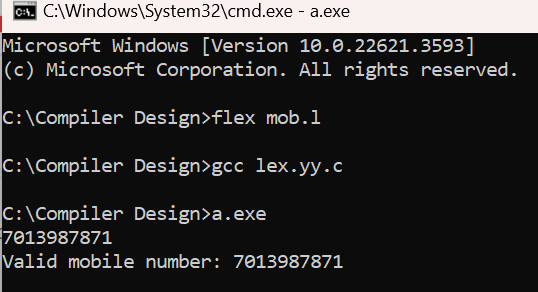 C:\Windows\System32\cmd.exe - a.exe
Microsoft Windows [Version 10.0.22621.3593]
(c) Microsoft Corporation. All rights reserved.
C:\Compiler Design>flex mob.l
C:\Compiler Design>gcc lex.yy.c
C:\Compiler Design>a.exe
7013987871
Valid mobile number: 7013987871